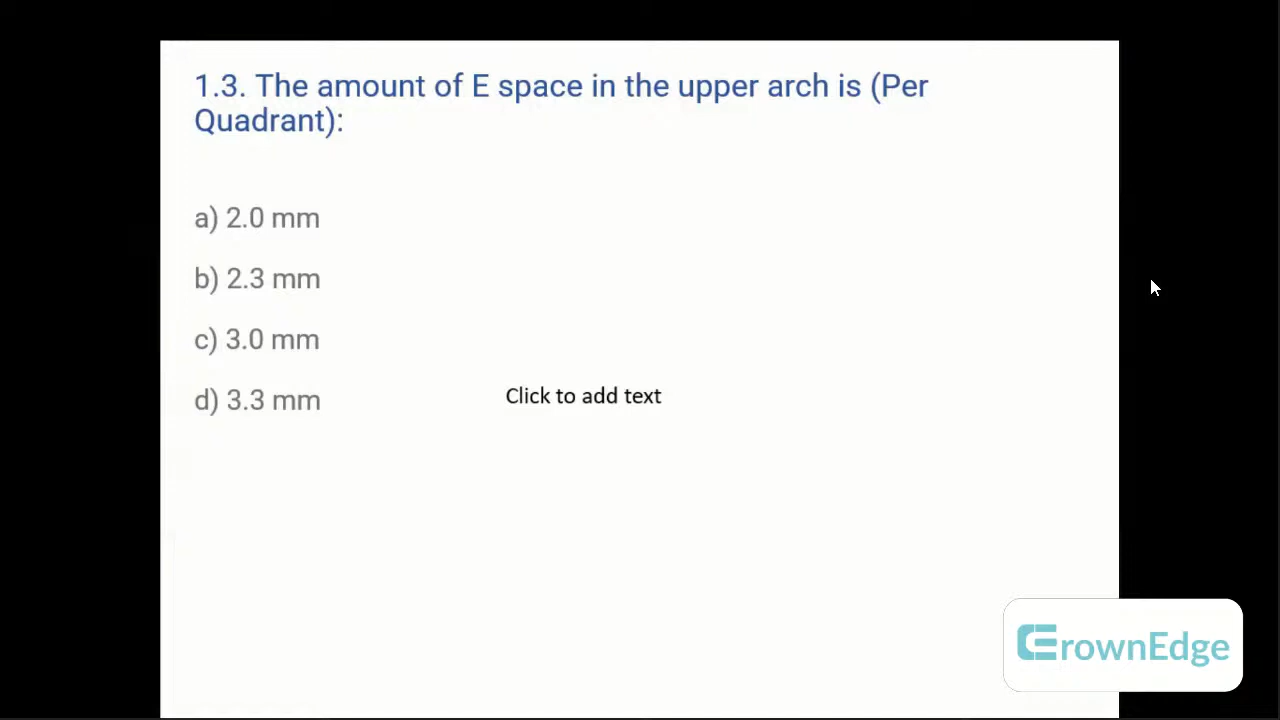 1.3. The amount of E space in the upper arch is (Per
Quadrant):
a) 2.0 mm
b) 2.3 mm
c) 3.0 mm
d) 3.3 mm
Click to add text
CrownEdge